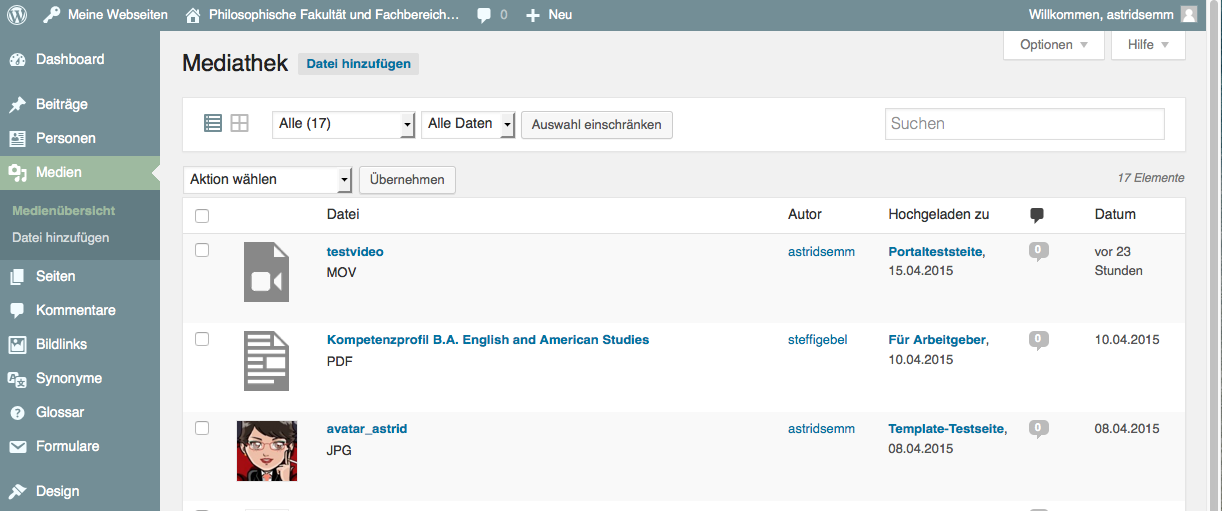 Meine Webseiten Philosophische Fakultät und Fachbereich… 0 Neu Willkommen, astridsemm
Optionen Hilfe
Mediathek Datei hinzufügen
Dashboard
Beiträge
Personen
Medien
Medienübersicht
Datei hinzufügen
Seiten
Kommentare
Bildlinks
Synonyme
Glossar
Formulare
Design
Alle (17) Alle Daten Auswahl einschränken Suchen
Aktion wählen Übernehmen 17 Elemente
Datei Autor Hochgeladen zu Datum
testvideo astridsemm Portalteststeite, 0 vor 23
MOV 15.04.2015 Stunden
Kompetenzprofil B.A. English and American Studies steffigebel Für Arbeitgeber, 0 10.04.2015
PDF 10.04.2015
avatar_astrid astridsemm Template-Testseite, 0 08.04.2015
JPG 08.04.2015